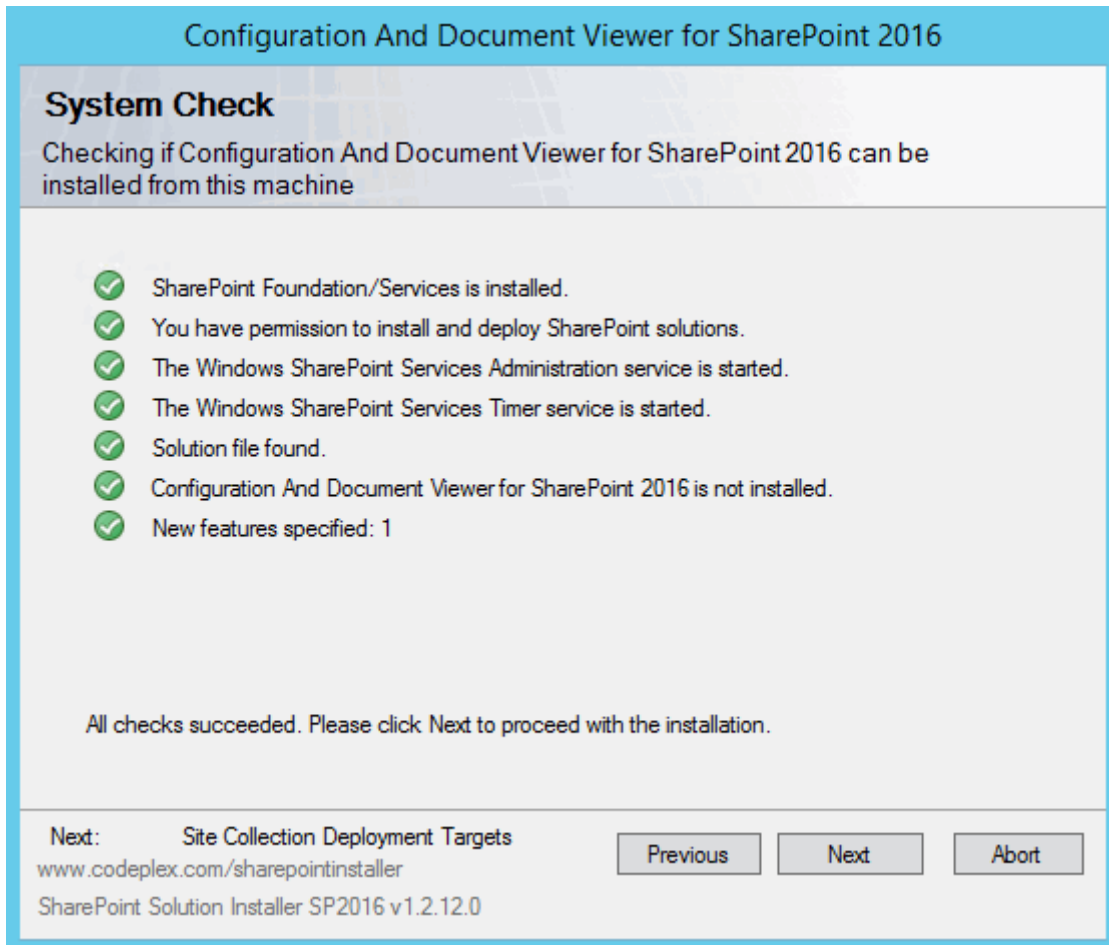 Configuration And Document Viewer for SharePoint 2016
System Check
Checking if Configuration And Document Viewer for SharePoint 2016 can be
installed from this machine
SharePoint Foundation/Services is installed.
You have permission to install and deploy SharePoint solutions.
The Windows SharePoint Services Administration service is started.
The Windows SharePoint Services Timer service is started.
Solution file found.
Configuration And Document Viewer for SharePoint 2016 is not installed.
New features specified: 1
All checks succeeded. Please click Next to proceed with the installation.
Next: Site Collection Deployment Targets
www.codeplex.com/sharepointinstaller
SharePoint Solution Installer SP2016 v1.2.12.0
Previous Next Abort